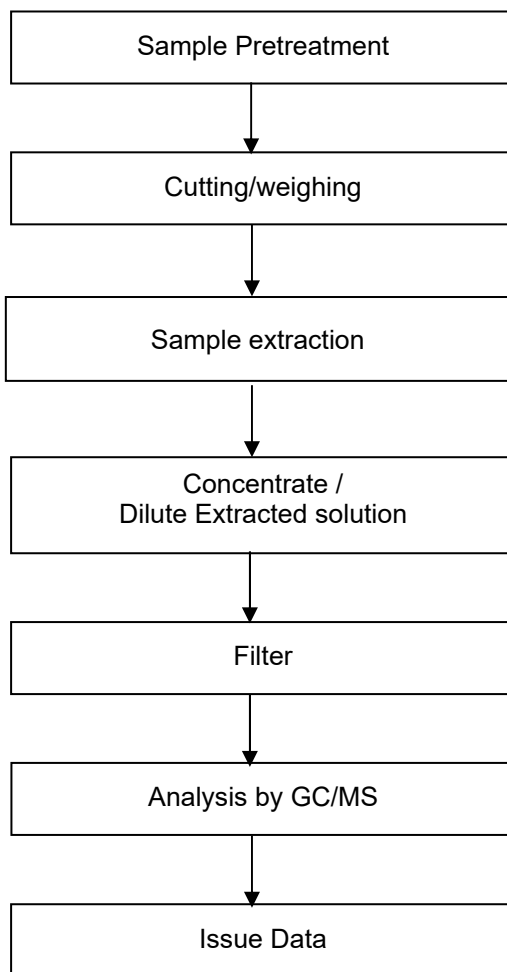 Sample Pretreatment
Cutting/weighing
Sample extraction
Concentrate /
Dilute Extracted solution
Filter
Analysis by GC/MS
Issue Data